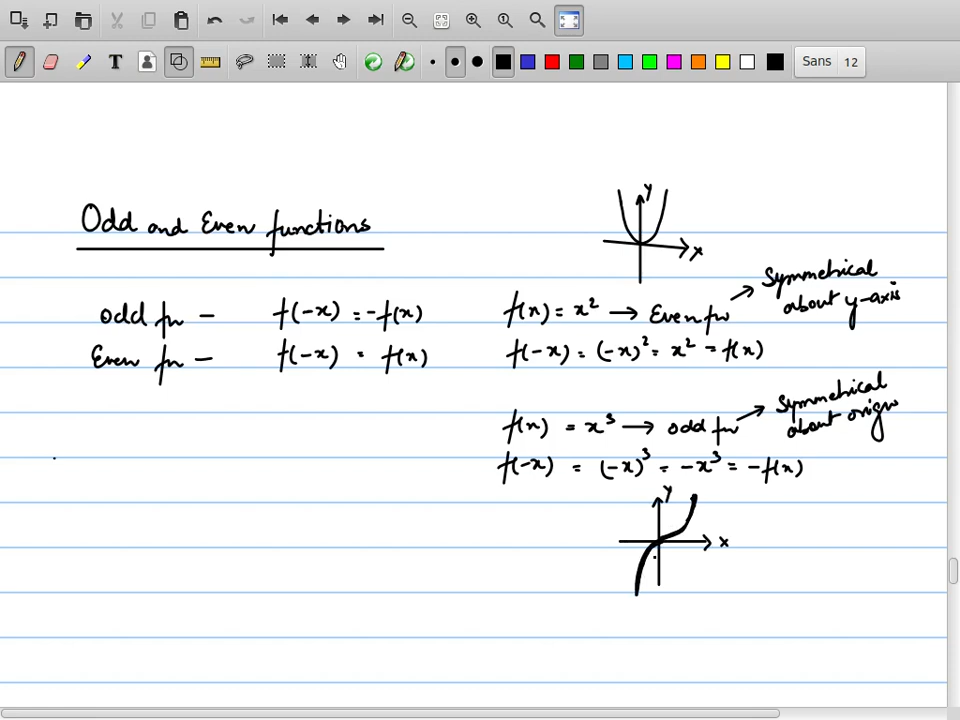 Sans 12
Odd and Even functions
odd fn – f(-x) = -f(x)
Even fn – f(-x) = f(x)
Y
X
f(x) = x² → Even fn → Symmetrical about y-axis
f(-x) = (-x)² = x² = f(x)
f(x) = x³ → odd fn → Symmetrical about origin
f(-x) = (-x)³ = -x³ = -f(x)
Y
X